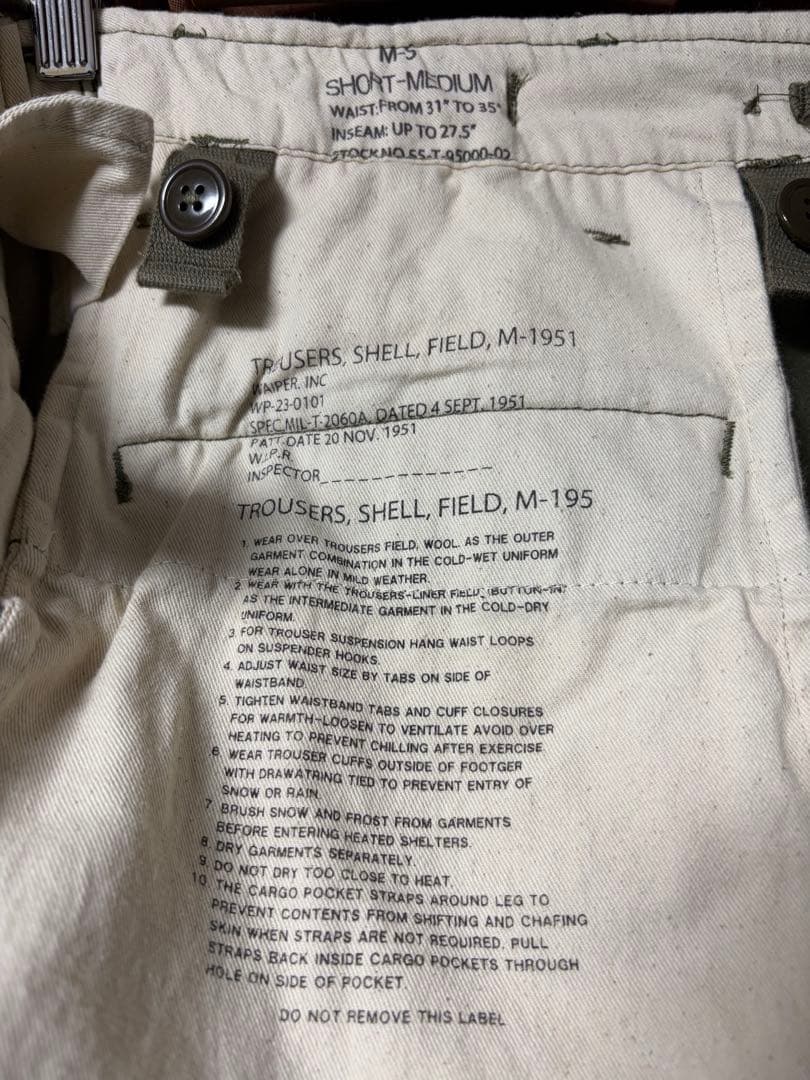 M-S
SHORT-MEDIUM
WAIST:FROM 31" TO 35"
INSEAM: UP TO 27.5"
STOCK NO.55-T-95000-02
TROUSERS, SHELL, FIELD, M-1951
WAIPER. INC
WP-23-0101
SPEC.MIL-T-2060A. DATED 4 SEPT. 1951
PATT.DATE 20 NOV. 1951
W.P.R
INSPECTOR_____________
TROUSERS, SHELL, FIELD, M-195
1. WEAR OVER TROUSERS FIELD, WOOL. AS THE OUTER
GARMENT COMBINATION IN THE COLD-WET UNIFORM
WEAR ALONE IN MILD WEATHER.
2. WEAR WITH THE TROUSERS-LINER FIELD, (BUTTON-IN)
AS THE INTERMEDIATE GARMENT IN THE COLD-DRY
UNIFORM.
3. FOR TROUSER SUSPENSION HANG WAIST LOOPS
ON SUSPENDER HOOKS.
4. ADJUST WAIST SIZE BY TABS ON SIDE OF
WAISTBAND.
5. TIGHTEN WAISTBAND TABS AND CUFF CLOSURES
FOR WARMTH-LOOSEN TO VENTILATE AVOID OVER
HEATING TO PREVENT CHILLING AFTER EXERCISE.
6. WEAR TROUSER CUFFS OUTSIDE OF FOOTGER
WITH DRAWATRING TIED TO PREVENT ENTRY OF
SNOW OR RAIN.
7. BRUSH SNOW AND FROST FROM GARMENTS
BEFORE ENTERING HEATED SHELTERS.
8. DRY GARMENTS SEPARATELY.
9. DO NOT DRY TOO CLOSE TO HEAT.
10. THE CARGO POCKET STRAPS AROUND LEG TO
PREVENT CONTENTS FROM SHIFTING AND CHAFING
SKIN WHEN STRAPS ARE NOT REQUIRED. PULL
STRAPS BACK INSIDE CARGO POCKETS THROUGH
HOLE ON SIDE OF POCKET.
DO NOT REMOVE THIS LABEL